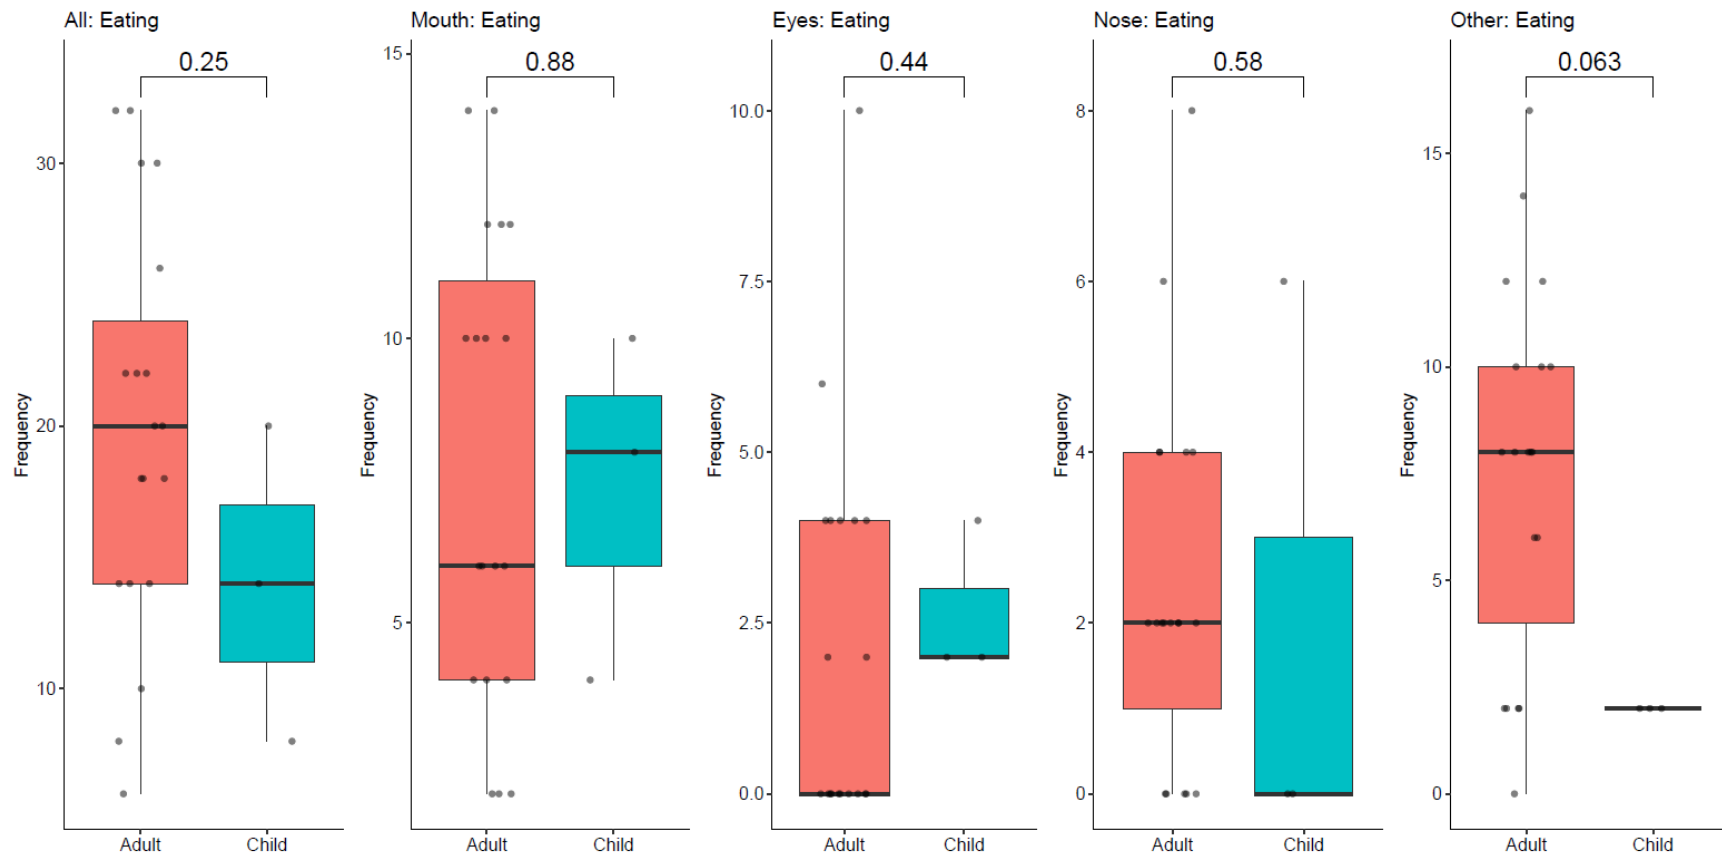 All: Eating
0.25
Frequency
30
20
10
Adult Child
Mouth: Eating
0.88
Frequency
15
10
5
Adult Child
Eyes: Eating
0.44
Frequency
10.0
7.5
5.0
2.5
0.0
Adult Child
Nose: Eating
0.58
Frequency
8
6
4
2
0
Adult Child
Other: Eating
0.063
Frequency
15
10
5
0
Adult Child